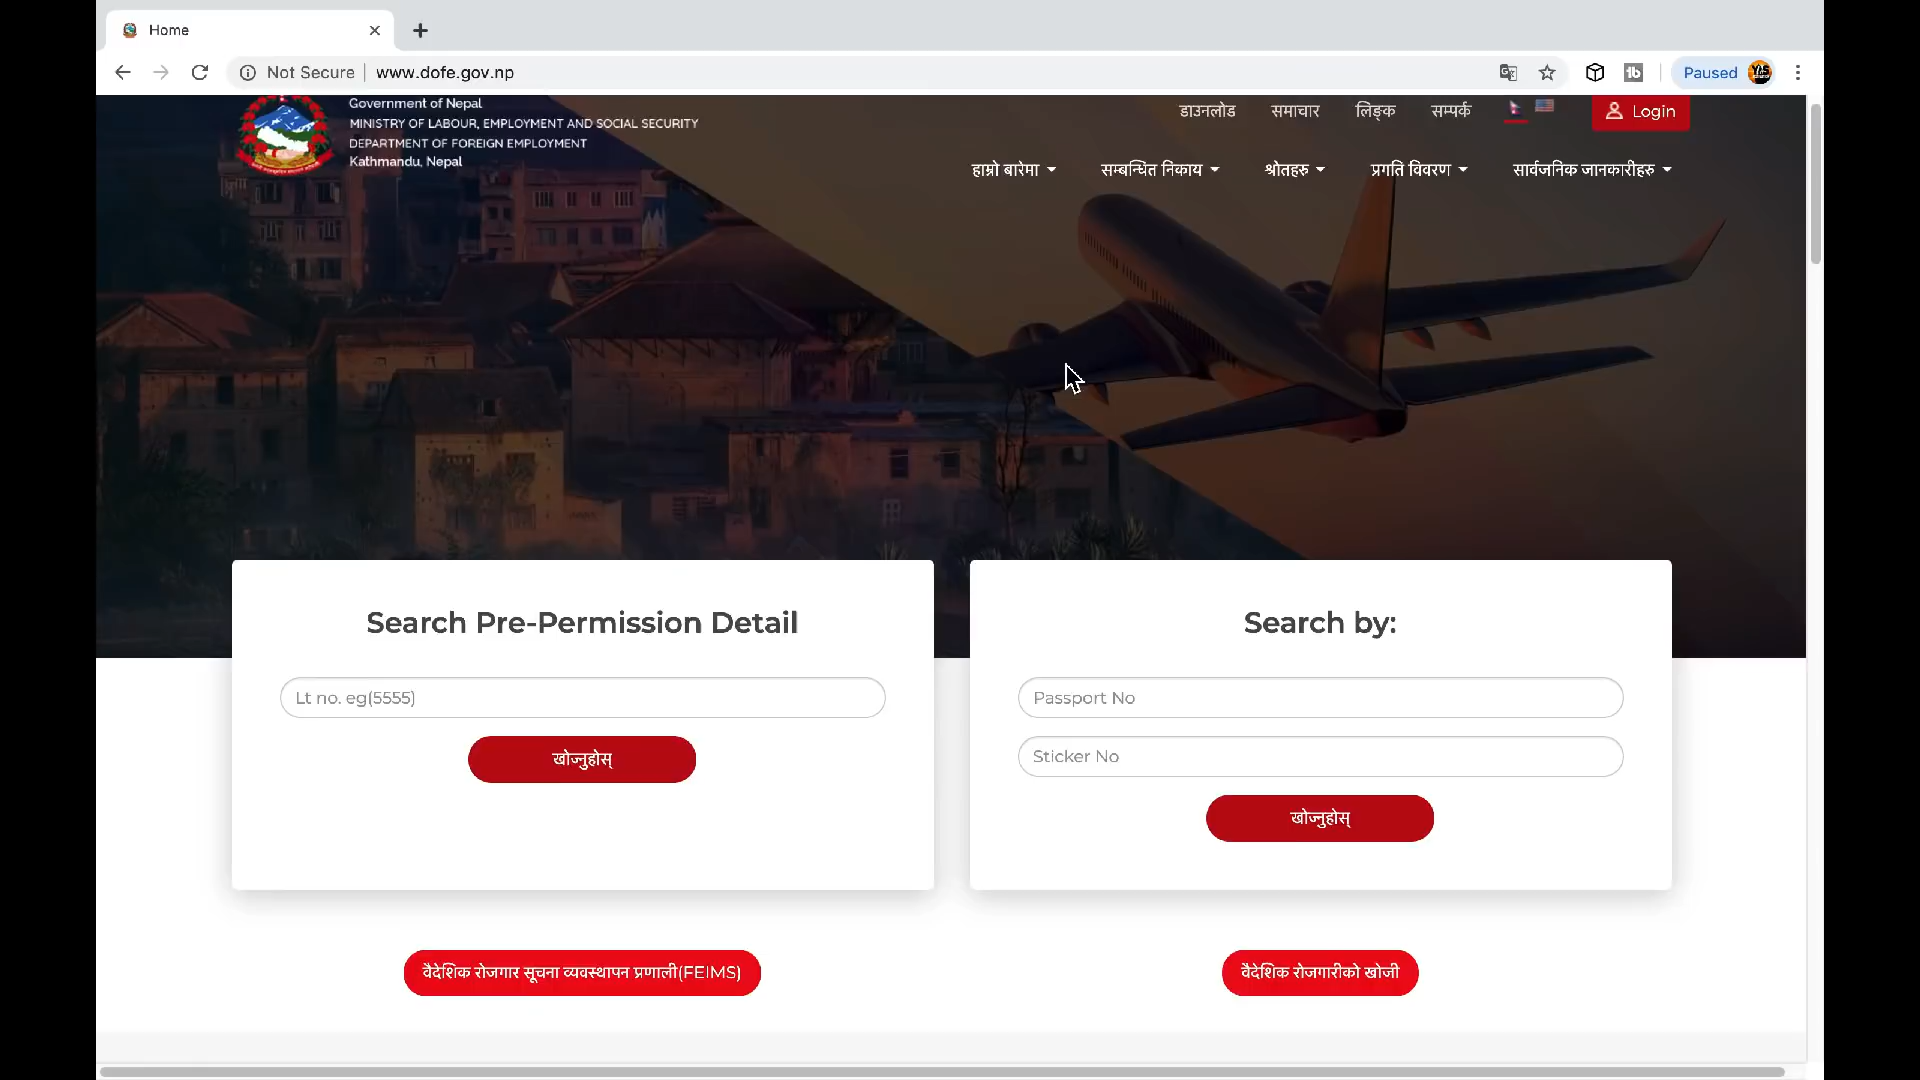 Home
Not Secure
www.dofe.gov.np
Paused
Government of Nepal
MINISTRY OF LABOUR, EMPLOYMENT AND SOCIAL SECURITY
DEPARTMENT OF FOREIGN EMPLOYMENT
Kathmandu, Nepal
डाउनलोड समाचार लिङ्क सम्पर्क Login
हाम्रो बारेमा सम्बन्धित निकाय श्रोतहरु प्रगति विवरण सार्वजनिक जानकारीहरु
Search Pre-Permission Detail
Lt no. eg(5555)
खोज्नुहोस्
Search by:
Passport No
Sticker No
खोज्नुहोस्
वैदेशिक रोजगार सूचना व्यवस्थापन प्रणाली(FEIMS)
वैदेशिक रोजगारीको खोजी